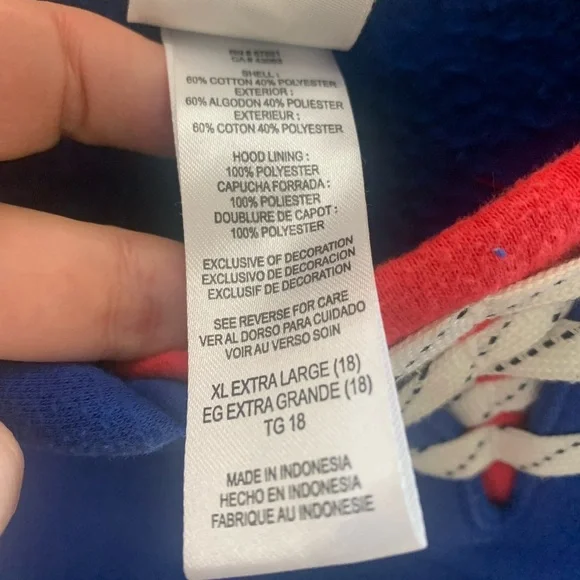 SHELL :
60% COTTON 40% POLYESTER
EXTERIOR :
60% ALGODON 40% POLIESTER
EXTERIEUR :
60% COTON 40% POLYESTER
HOOD LINING :
100% POLYESTER
CAPUCHA FORRADA :
100% POLIESTER
DOUBLURE DE CAPOT :
100% POLYESTER
EXCLUSIVE OF DECORATION
EXCLUSIVO DE DECORACION
EXCLUSIF DE DECORATION
SEE REVERSE FOR CARE
VER AL DORSO PARA CUIDADO
VOIR AU VERSO SOIN
XL EXTRA LARGE (18)
EG EXTRA GRANDE (18)
TG 18
MADE IN INDONESIA
HECHO EN INDONESIA
FABRIQUE AU INDONESIE